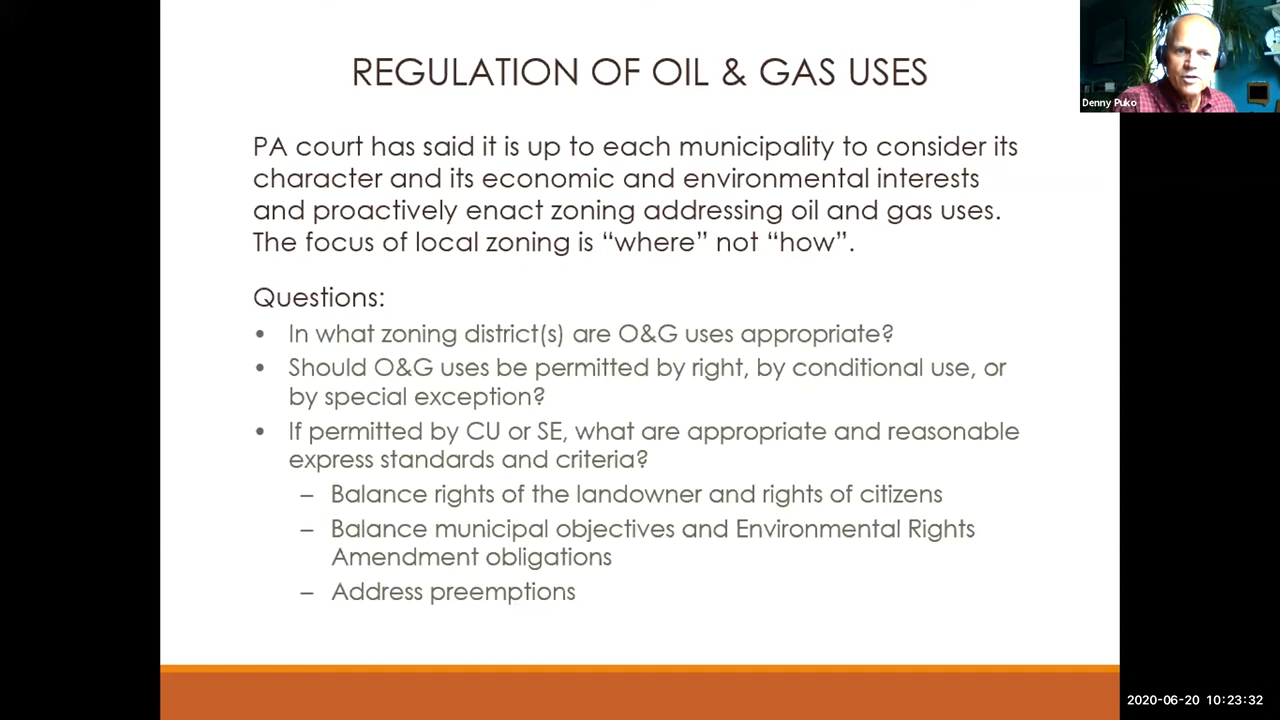 REGULATION OF OIL & GAS USES
Denny Puko
PA court has said it is up to each municipality to consider its
character and its economic and environmental interests
and proactively enact zoning addressing oil and gas uses.
The focus of local zoning is “where” not “how”.
Questions:
• In what zoning district(s) are O&G uses appropriate?
• Should O&G uses be permitted by right, by conditional use, or
by special exception?
• If permitted by CU or SE, what are appropriate and reasonable
express standards and criteria?
– Balance rights of the landowner and rights of citizens
– Balance municipal objectives and Environmental Rights
Amendment obligations
– Address preemptions
2020-06-20 10:23:32